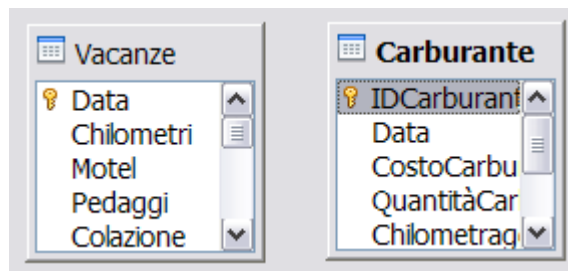 Vacanze
Data
Chilometri
Motel
Pedaggi
Colazione
Carburante
IDCarburant
Data
CostoCarbu
QuantitàCar
Chilometrag